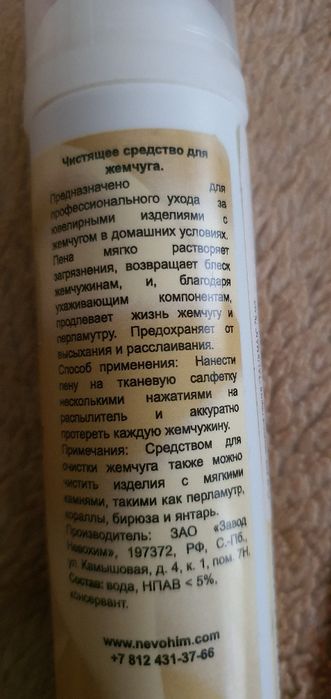 Чистящее средство для
жемчуга.
Предназначено для
профессионального ухода за
ювелирными изделиями с
жемчугом в домашних условиях.
Пена мягко растворяет
загрязнения, возвращает блеск
жемчужинам, и, благодаря
ухаживающим компонентам,
продлевает жизнь жемчугу и
перламутру. Предохраняет от
высыхания и расслаивания.
Способ применения: Нанести
пену на тканевую салфетку
несколькими нажатиями на
распылитель и аккуратно
протереть каждую жемчужину.
Примечания: Средством для
очистки жемчуга также можно
чистить изделия с мягкими
камнями, такими как перламутр,
кораллы, бирюза и янтарь.
Производитель: ЗАО «Завод
Невохим», 197372, РФ, С.-Пб.,
ул. Камышовая, д. 4, к. 1, пом. 7Н.
Состав: вода, НПАВ < 5%,
консервант.
www.nevohim.com
+7 812 431-37-66